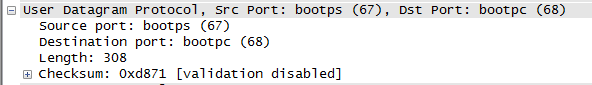 User Datagram Protocol, Src Port: bootps (67), Dst Port: bootpc (68)
Source port: bootps (67)
Destination port: bootpc (68)
Length: 308
Checksum: 0xd871 [validation disabled]